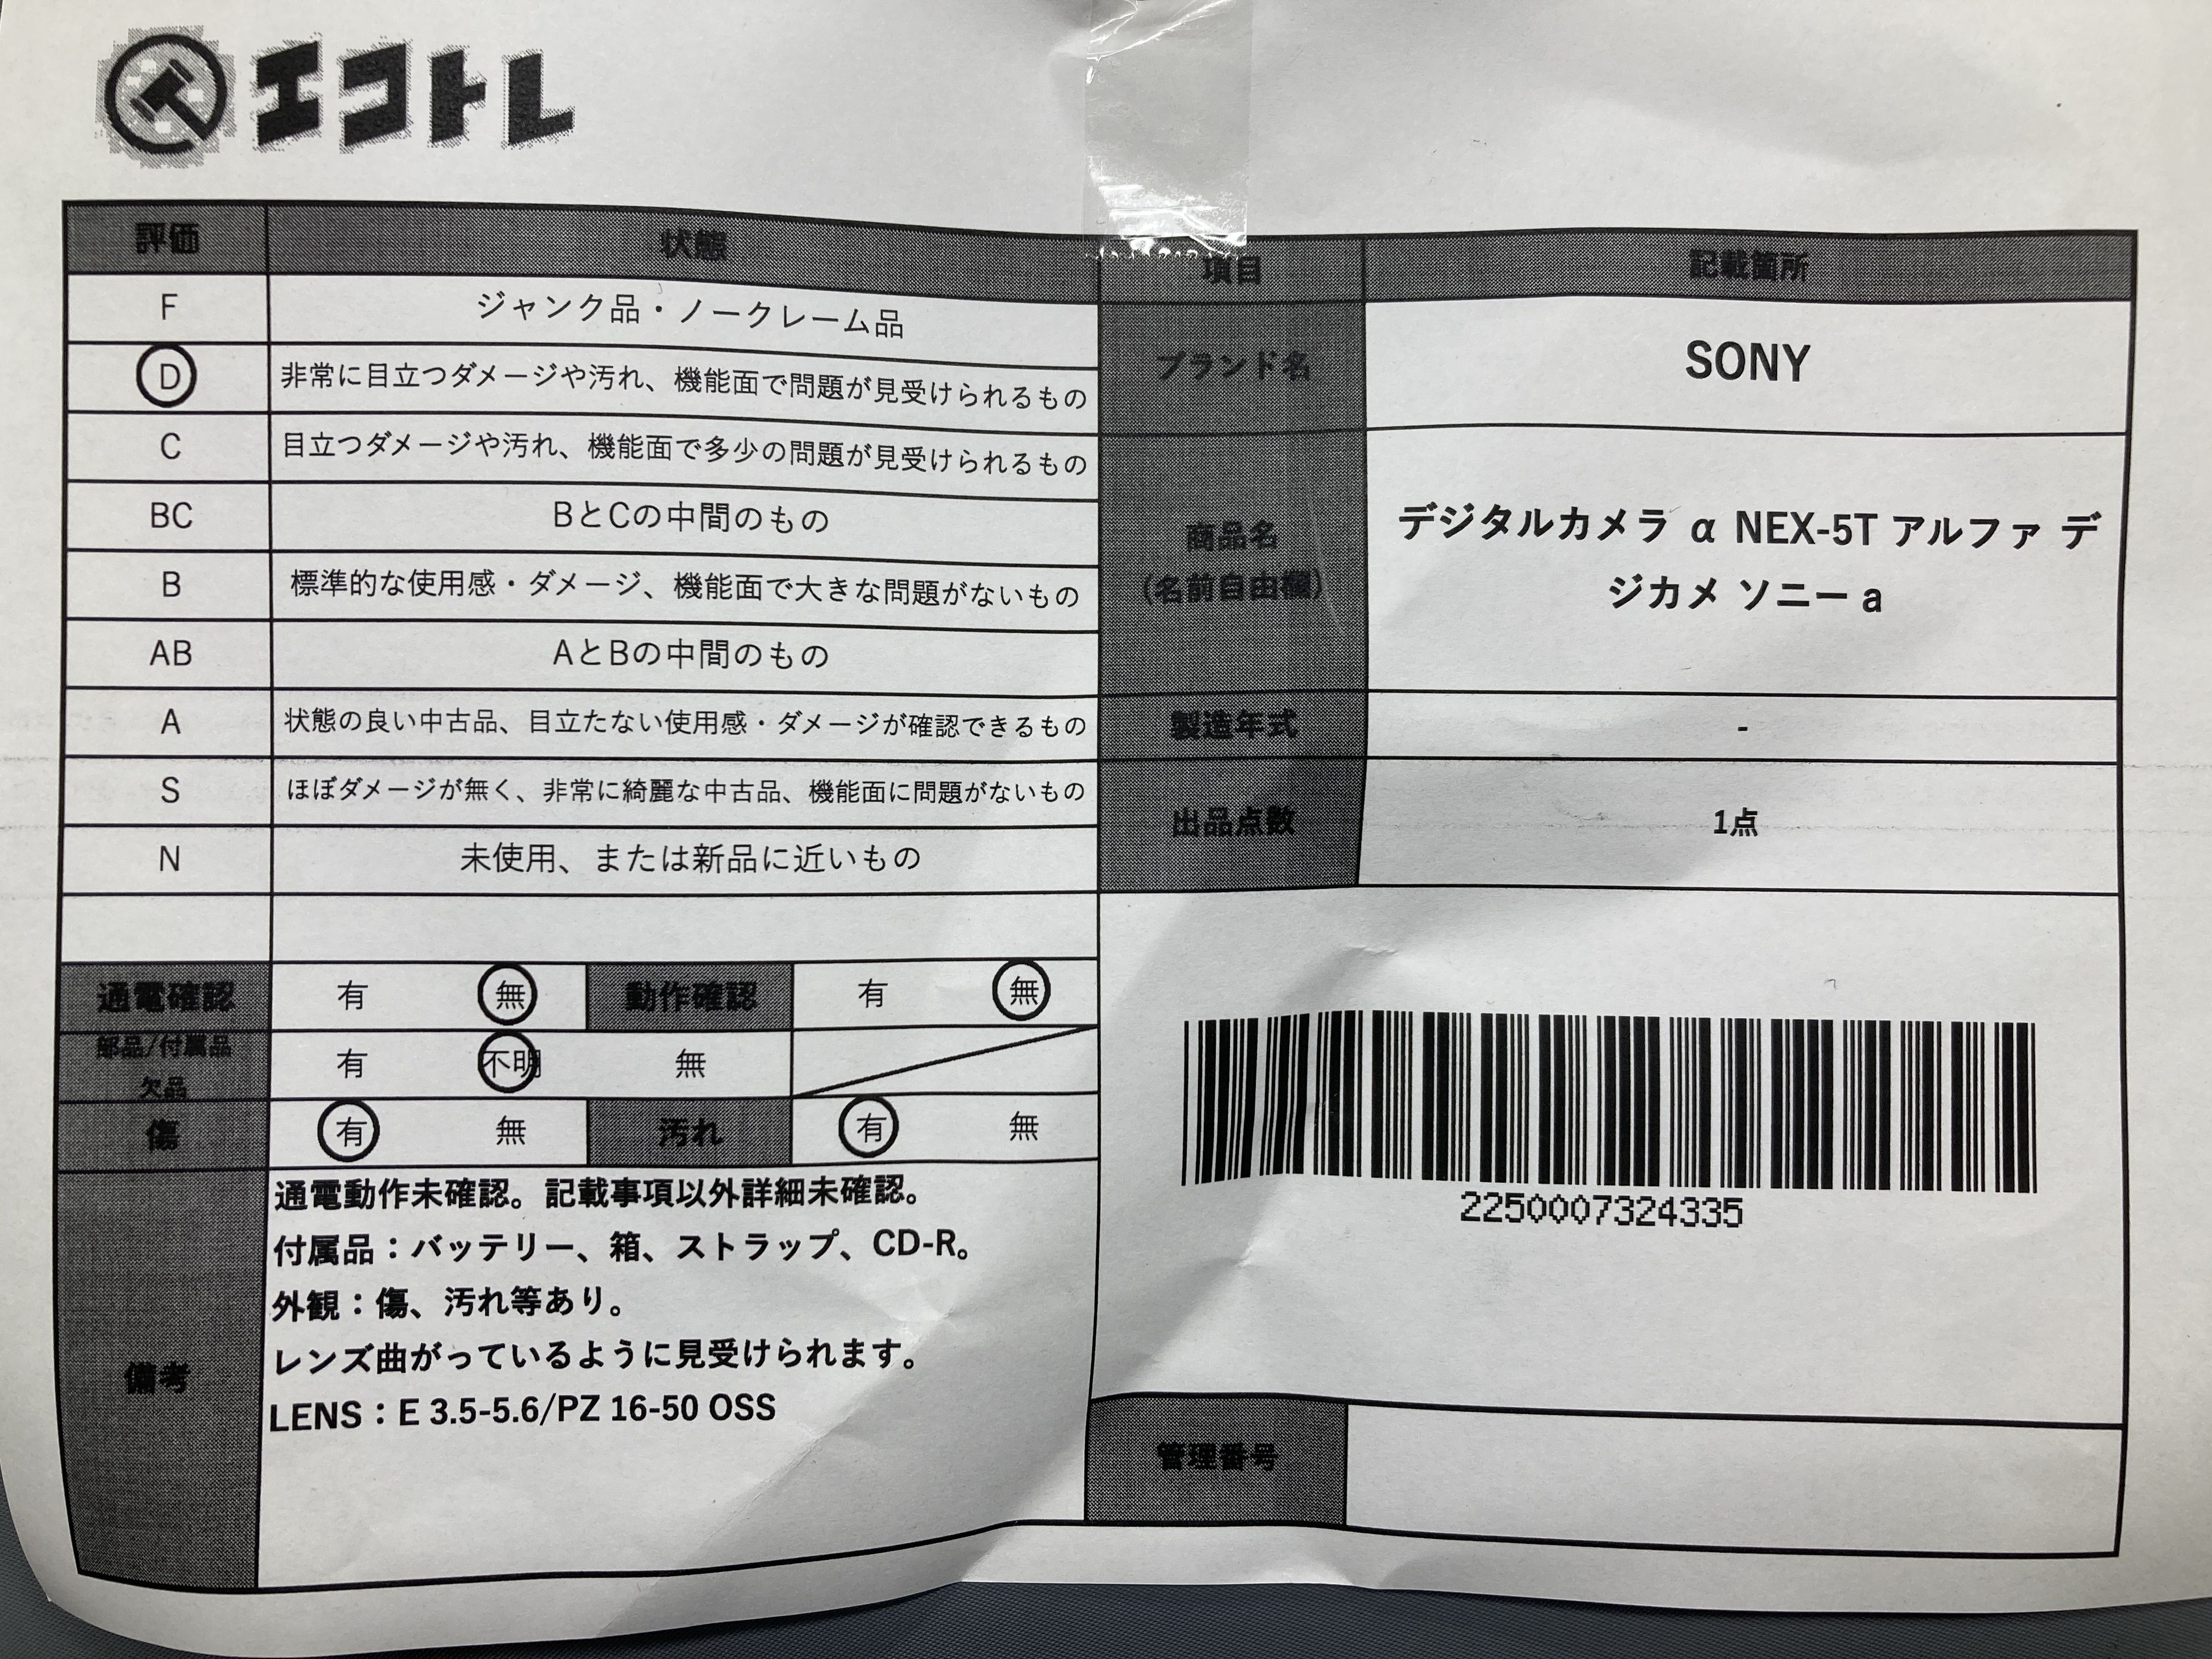 エコトレ
評価 状態
F ジャンク品・ノークレーム品
D 非常に目立つダメージや汚れ、機能面で問題が見受けられるもの
C 目立つダメージや汚れ、機能面で多少の問題が見受けられるもの
BC BとCの中間のもの
B 標準的な使用感・ダメージ、機能面で大きな問題がないもの
AB AとBの中間のもの
A 状態の良い中古品、目立たない使用感・ダメージが確認できるもの
S ほぼダメージが無く、非常に綺麗な中古品、機能面に問題がないもの
N 未使用、または新品に近いもの
通電確認 有 無 動作確認 有 無
部品/付属品
欠品 有 不明 無
傷 有 無 汚れ 有 無
備考
通電動作未確認。記載事項以外詳細未確認。
付属品：バッテリー、箱、ストラップ、CD-R。
外観：傷、汚れ等あり。
レンズ曲がっているように見受けられます。
LENS：E 3.5-5.6/PZ 16-50 OSS
項目 記載箇所
ブランド名 SONY
商品名
(名前自由欄)
デジタルカメラ α NEX-5T アルファ デ
ジカメ ソニー a
製造年式 -
出品点数 1点
2250007324335
管理番号